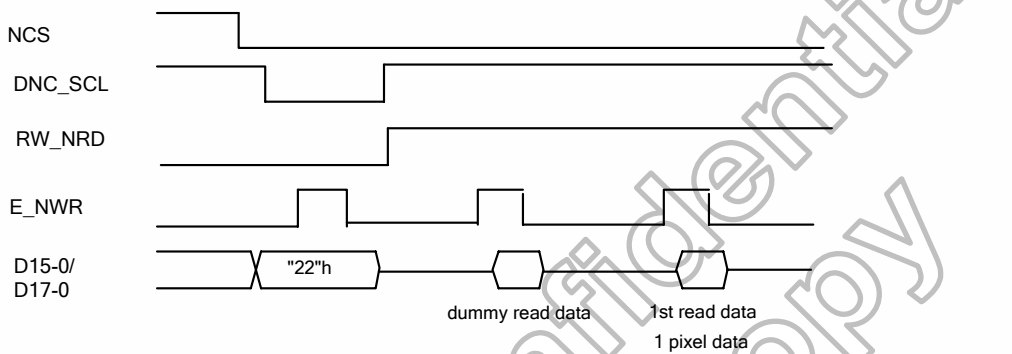 NCS
DNC_SCL
RW_NRD
E_NWR
D15-0/
D17-0
"22"h
dummy read data
1st read data
1 pixel data